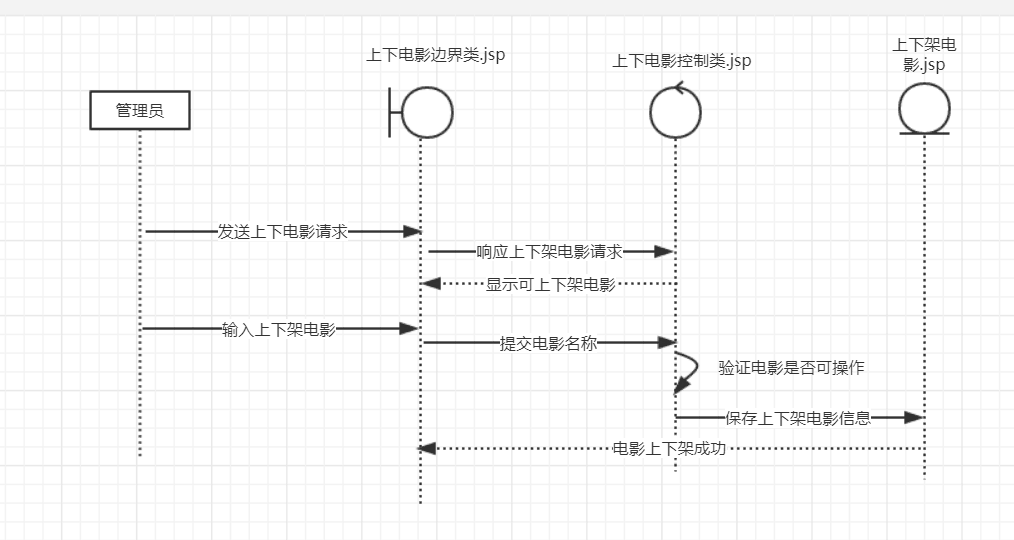 上下电影边界类.jsp
上下电影控制类.jsp
上下架电
影.jsp
管理员
发送上下电影请求
响应上下架电影请求
显示可上下架电影
输入上下架电影
提交电影名称
验证电影是否可操作
保存上下架电影信息
电影上下架成功